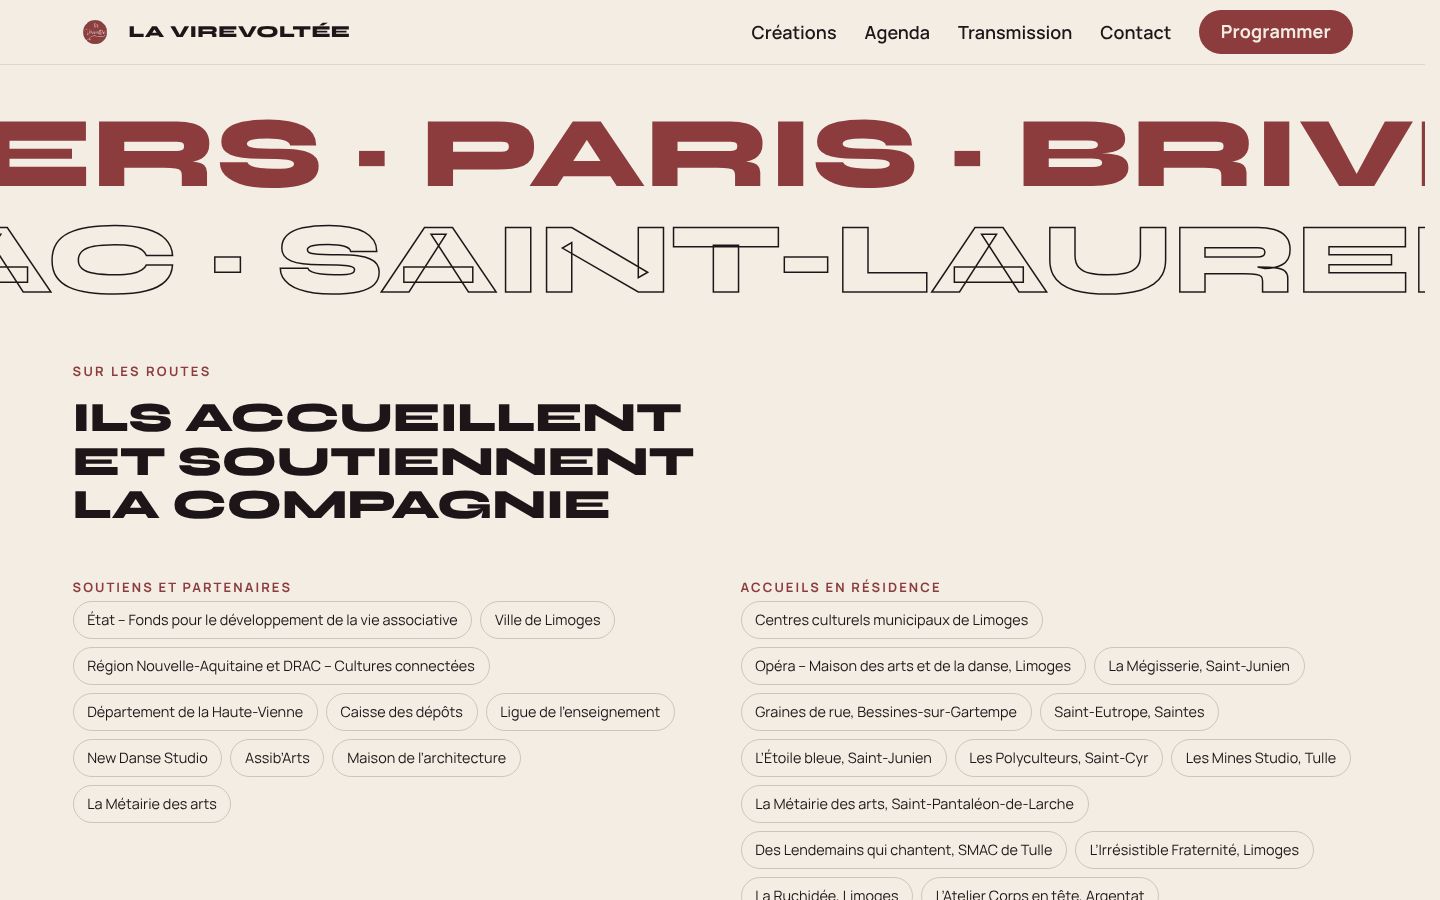 LA VIREVOLTÉE
Créations Agenda Transmission Contact Programmer
ERS · PARIS · BRIV
AC · SAINT-LAURE
SUR LES ROUTES
ILS ACCUEILLENT
ET SOUTIENNENT
LA COMPAGNIE
SOUTIENS ET PARTENAIRES
État – Fonds pour le développement de la vie associative
Ville de Limoges
Région Nouvelle-Aquitaine et DRAC – Cultures connectées
Département de la Haute-Vienne
Caisse des dépôts
Ligue de l'enseignement
New Danse Studio
Assib'Arts
Maison de l'architecture
La Métairie des arts
ACCUEILS EN RÉSIDENCE
Centres culturels municipaux de Limoges
Opéra – Maison des arts et de la danse, Limoges
La Mégisserie, Saint-Junien
Graines de rue, Bessines-sur-Gartempe
Saint-Eutrope, Saintes
L'Étoile bleue, Saint-Junien
Les Polyculteurs, Saint-Cyr
Les Mines Studio, Tulle
La Métairie des arts, Saint-Pantaléon-de-Larche
Des Lendemains qui chantent, SMAC de Tulle
L'Irrésistible Fraternité, Limoges
La Ruchidée, Limoges
L'Atelier Corps en tête, Argentat